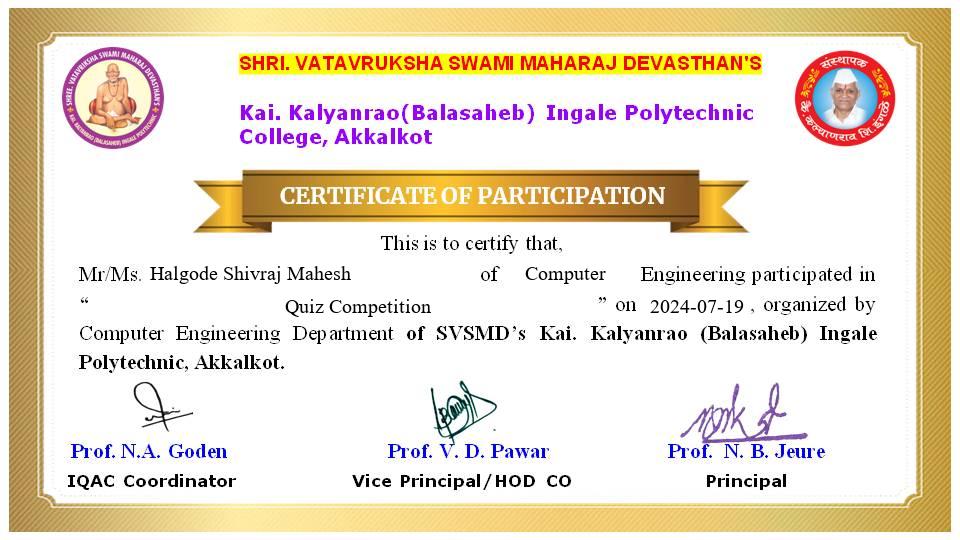 SHRI. VATAVRUKSHA SWAMI MAHARAJ DEVASTHAN'S
Kai. Kalyanrao(Balasaheb) Ingale Polytechnic
College, Akkalkot
SHREE. VATAVRIKSHA SWAMI MAHARAJ DEVASTHAN'S
KAI. KALYANRAO (BALASAHEB) INGALE POLYTECHNIC
संस्थापक
कै. कल्याणराव शि. इंगळे
CERTIFICATE OF PARTICIPATION
This is to certify that,
Mr/Ms. Halgode Shivraj Mahesh of Computer Engineering participated in
“ Quiz Competition ” on 2024-07-19 , organized by
Computer Engineering Department of SVSMD’s Kai. Kalyanrao (Balasaheb) Ingale
Polytechnic, Akkalkot.
Prof. N.A. Goden Prof. V. D. Pawar Prof. N. B. Jeure
IQAC Coordinator Vice Principal/HOD CO Principal